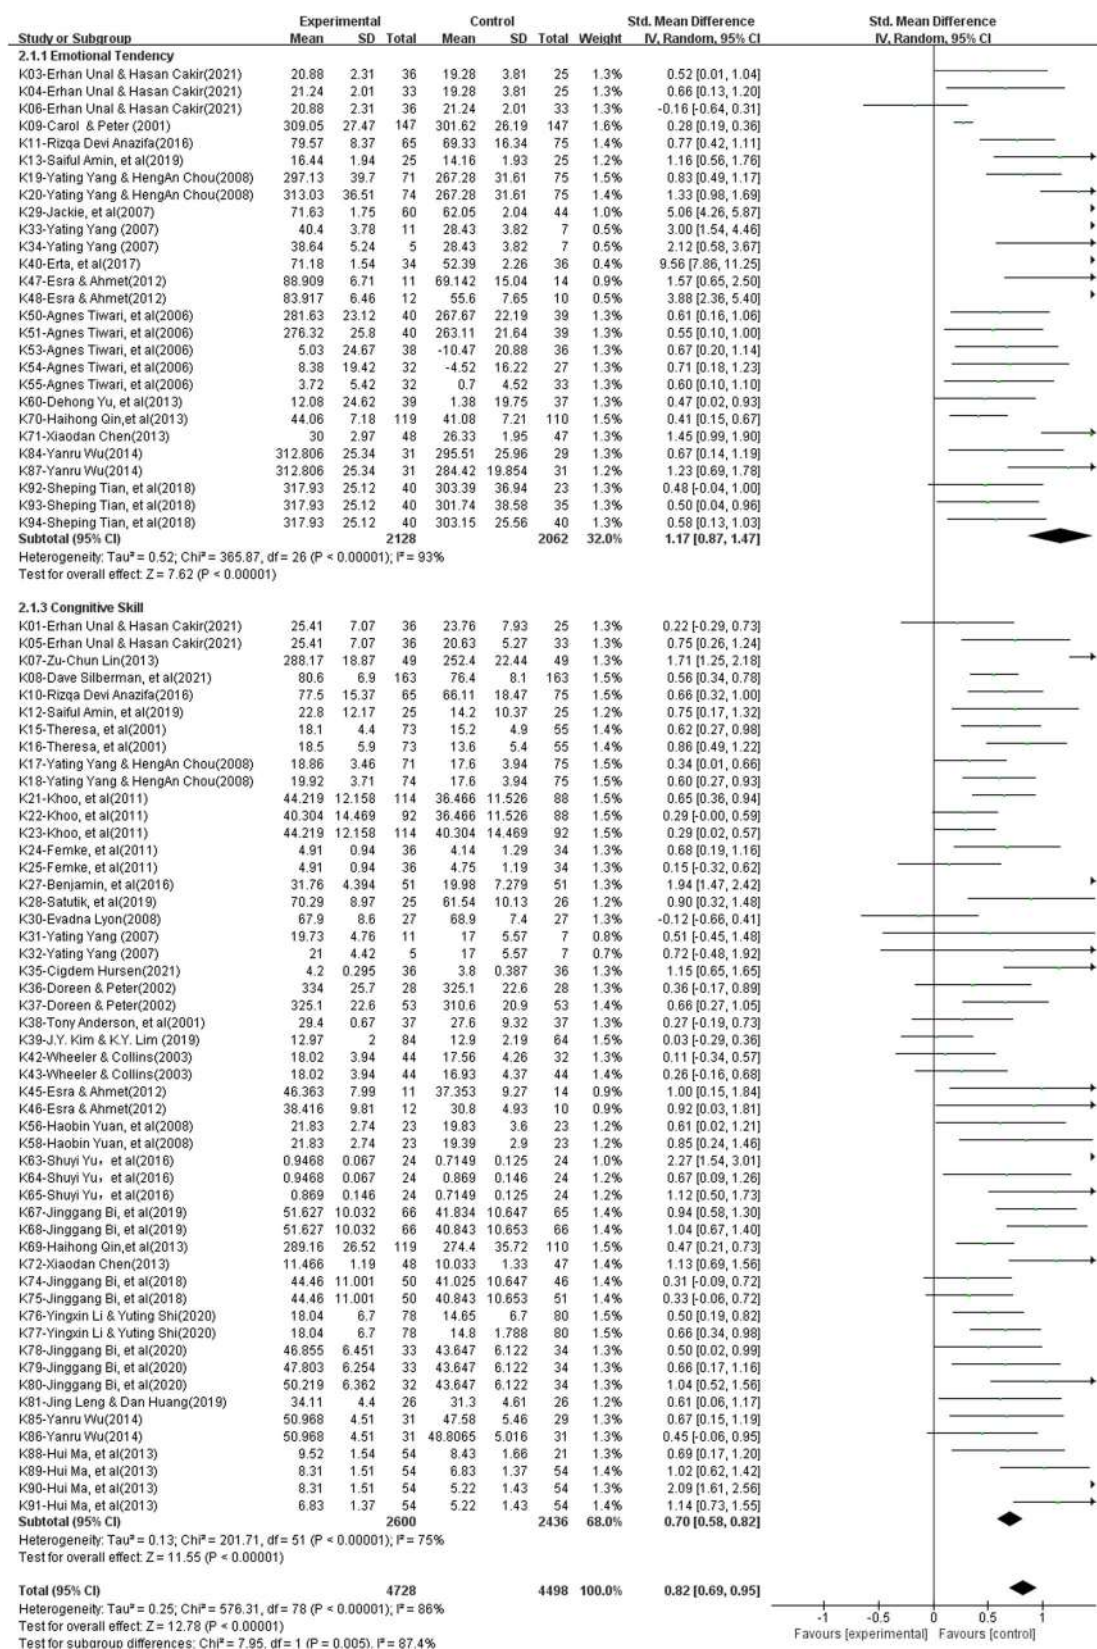 Experimental Control Std. Mean Difference Std. Mean Difference
Study or Subgroup Mean SD Total Mean SD Total Weight IV, Random, 95% CI IV, Random, 95% CI
2.1.1 Emotional Tendency
K03-Erhan Unal & Hasan Cakir(2021) 20.88 2.31 36 19.28 3.81 25 1.3% 0.52 [0.01, 1.04]
K04-Erhan Unal & Hasan Cakir(2021) 21.24 2.01 33 19.28 3.81 25 1.3% 0.66 [0.13, 1.20]
K06-Erhan Unal & Hasan Cakir(2021) 20.88 2.31 36 21.24 2.01 33 1.3% -0.16 [-0.64, 0.31]
K09-Carol & Peter (2001) 309.05 27.47 147 301.62 26.19 147 1.6% 0.28 [0.19, 0.36]
K11-Rizqa Devi Anazifa(2016) 79.57 8.37 65 69.33 16.34 75 1.4% 0.77 [0.42, 1.11]
K13-Saiful Amin, et al(2019) 16.44 1.94 25 14.16 1.93 25 1.2% 1.16 [0.56, 1.76]
K19-Yating Yang & HengAn Chou(2008) 297.13 39.7 71 267.28 31.61 75 1.5% 0.83 [0.49, 1.17]
K20-Yating Yang & HengAn Chou(2008) 313.03 36.51 74 267.28 31.61 75 1.4% 1.33 [0.98, 1.69]
K29-Jackie, et al(2007) 71.63 1.75 60 62.05 2.04 44 1.0% 5.06 [4.26, 5.87]
K33-Yating Yang (2007) 40.4 3.78 11 28.43 3.82 7 0.5% 3.00 [1.54, 4.46]
K34-Yating Yang (2007) 38.64 5.24 5 28.43 3.82 7 0.5% 2.12 [0.58, 3.67]
K40-Erta, et al(2017) 71.18 1.54 34 52.39 2.26 36 0.4% 9.56 [7.86, 11.25]
K47-Esra & Ahmet(2012) 88.909 6.71 11 69.142 15.04 14 0.9% 1.57 [0.65, 2.50]
K48-Esra & Ahmet(2012) 83.917 6.46 12 55.6 7.65 10 0.5% 3.88 [2.36, 5.40]
K50-Agnes Tiwari, et al(2006) 281.63 23.12 40 267.67 22.19 39 1.3% 0.61 [0.16, 1.06]
K51-Agnes Tiwari, et al(2006) 276.32 25.8 40 263.11 21.64 39 1.3% 0.55 [0.10, 1.00]
K53-Agnes Tiwari, et al(2006) 5.03 24.67 38 -10.47 20.88 36 1.3% 0.67 [0.20, 1.14]
K54-Agnes Tiwari, et al(2006) 8.38 19.42 32 -4.52 16.22 27 1.3% 0.71 [0.18, 1.23]
K55-Agnes Tiwari, et al(2006) 3.72 5.42 32 0.7 4.52 33 1.3% 0.60 [0.10, 1.10]
K60-Dehong Yu, et al(2013) 12.08 24.62 39 1.38 19.75 37 1.3% 0.47 [0.02, 0.93]
K70-Haihong Qin,et al(2013) 44.06 7.18 119 41.08 7.21 110 1.5% 0.41 [0.15, 0.67]
K71-Xiaodan Chen(2013) 30 2.97 48 26.33 1.95 47 1.3% 1.45 [0.99, 1.90]
K84-Yanru Wu(2014) 312.806 25.34 31 295.51 25.96 29 1.3% 0.67 [0.14, 1.19]
K87-Yanru Wu(2014) 312.806 25.34 31 284.42 19.854 31 1.2% 1.23 [0.69, 1.78]
K92-Sheping Tian, et al(2018) 317.93 25.12 40 303.39 36.94 23 1.3% 0.48 [-0.04, 1.00]
K93-Sheping Tian, et al(2018) 317.93 25.12 40 301.74 38.58 35 1.3% 0.50 [0.04, 0.96]
K94-Sheping Tian, et al(2018) 317.93 25.12 40 303.15 25.56 40 1.3% 0.58 [0.13, 1.03]
Subtotal (95% CI) 2128 2062 32.0% 1.17 [0.87, 1.47]
Heterogeneity: Tau² = 0.52; Chi² = 365.87, df = 26 (P < 0.00001); I² = 93%
Test for overall effect: Z = 7.62 (P < 0.00001)
2.1.3 Congnitive Skill
K01-Erhan Unal & Hasan Cakir(2021) 25.41 7.07 36 23.76 7.93 25 1.3% 0.22 [-0.29, 0.73]
K05-Erhan Unal & Hasan Cakir(2021) 25.41 7.07 36 20.63 5.27 33 1.3% 0.75 [0.26, 1.24]
K07-Zu-Chun Lin(2013) 288.17 18.87 49 252.4 22.44 49 1.3% 1.71 [1.25, 2.18]
K08-Dave Silberman, et al(2021) 80.6 6.9 163 76.4 8.1 163 1.5% 0.56 [0.34, 0.78]
K10-Rizqa Devi Anazifa(2016) 77.5 15.37 65 66.11 18.47 75 1.5% 0.66 [0.32, 1.00]
K12-Saiful Amin, et al(2019) 22.8 12.17 25 14.2 10.37 25 1.2% 0.75 [0.17, 1.32]
K15-Theresa, et al(2001) 18.1 4.4 73 15.2 4.9 55 1.4% 0.62 [0.27, 0.98]
K16-Theresa, et al(2001) 18.5 5.9 73 13.6 5.4 55 1.4% 0.86 [0.49, 1.22]
K17-Yating Yang & HengAn Chou(2008) 18.86 3.46 71 17.6 3.94 75 1.5% 0.34 [0.01, 0.66]
K18-Yating Yang & HengAn Chou(2008) 19.92 3.71 74 17.6 3.94 75 1.5% 0.60 [0.27, 0.93]
K21-Khoo, et al(2011) 44.219 12.158 114 36.466 11.526 88 1.5% 0.65 [0.36, 0.94]
K22-Khoo, et al(2011) 40.304 14.469 92 36.466 11.526 88 1.5% 0.29 [-0.00, 0.59]
K23-Khoo, et al(2011) 44.219 12.158 114 40.304 14.469 92 1.5% 0.29 [0.02, 0.57]
K24-Femke, et al(2011) 4.91 0.94 36 4.14 1.29 34 1.3% 0.68 [0.19, 1.16]
K25-Femke, et al(2011) 4.91 0.94 36 4.75 1.19 34 1.3% 0.15 [-0.32, 0.62]
K27-Benjamin, et al(2016) 31.76 4.394 51 19.98 7.279 51 1.3% 1.94 [1.47, 2.42]
K28-Satutik, et al(2019) 70.29 8.97 25 61.54 10.13 26 1.2% 0.90 [0.32, 1.48]
K30-Evadna Lyon(2008) 67.9 8.6 27 68.9 7.4 27 1.3% -0.12 [-0.66, 0.41]
K31-Yating Yang (2007) 19.73 4.76 11 17 5.57 7 0.8% 0.51 [-0.45, 1.48]
K32-Yating Yang (2007) 21 4.42 5 17 5.57 7 0.7% 0.72 [-0.48, 1.92]
K35-Cigdem Hursen(2021) 4.2 0.295 36 3.8 0.387 36 1.3% 1.15 [0.65, 1.65]
K36-Doreen & Peter(2002) 334 25.7 28 325.1 22.6 28 1.3% 0.36 [-0.17, 0.89]
K37-Doreen & Peter(2002) 325.1 22.6 53 310.6 20.9 53 1.4% 0.66 [0.27, 1.05]
K38-Tony Anderson, et al(2001) 29.4 0.67 37 27.6 9.32 37 1.3% 0.27 [-0.19, 0.73]
K39-J.Y. Kim & K.Y. Lim (2019) 12.97 2 84 12.9 2.19 64 1.5% 0.03 [-0.29, 0.36]
K42-Wheeler & Collins(2003) 18.02 3.94 44 17.56 4.26 32 1.3% 0.11 [-0.34, 0.57]
K43-Wheeler & Collins(2003) 18.02 3.94 44 16.93 4.37 44 1.4% 0.26 [-0.16, 0.68]
K45-Esra & Ahmet(2012) 46.363 7.99 11 37.353 9.27 14 0.9% 1.00 [0.15, 1.84]
K46-Esra & Ahmet(2012) 38.416 9.81 12 30.8 4.93 10 0.9% 0.92 [0.03, 1.81]
K56-Haobin Yuan, et al(2008) 21.83 2.74 23 19.83 3.6 23 1.2% 0.61 [0.02, 1.21]
K58-Haobin Yuan, et al(2008) 21.83 2.74 23 19.39 2.9 23 1.2% 0.85 [0.24, 1.46]
K63-Shuyi Yu，et al(2016) 0.9468 0.067 24 0.7149 0.125 24 1.0% 2.27 [1.54, 3.01]
K64-Shuyi Yu，et al(2016) 0.9468 0.067 24 0.869 0.146 24 1.2% 0.67 [0.09, 1.26]
K65-Shuyi Yu，et al(2016) 0.869 0.146 24 0.7149 0.125 24 1.2% 1.12 [0.50, 1.73]
K67-Jinggang Bi, et al(2019) 51.627 10.032 66 41.834 10.647 65 1.4% 0.94 [0.58, 1.30]
K68-Jinggang Bi, et al(2019) 51.627 10.032 66 40.843 10.653 66 1.4% 1.04 [0.67, 1.40]
K69-Haihong Qin,et al(2013) 289.16 26.52 119 274.4 35.72 110 1.5% 0.47 [0.21, 0.73]
K72-Xiaodan Chen(2013) 11.466 1.19 48 10.033 1.33 47 1.4% 1.13 [0.69, 1.56]
K74-Jinggang Bi, et al(2018) 44.46 11.001 50 41.025 10.647 46 1.4% 0.31 [-0.09, 0.72]
K75-Jinggang Bi, et al(2018) 44.46 11.001 50 40.843 10.653 51 1.4% 0.33 [-0.06, 0.72]
K76-Yingxin Li & Yuting Shi(2020) 18.04 6.7 78 14.65 6.7 80 1.5% 0.50 [0.19, 0.82]
K77-Yingxin Li & Yuting Shi(2020) 18.04 6.7 78 14.8 1.788 80 1.5% 0.66 [0.34, 0.98]
K78-Jinggang Bi, et al(2020) 46.855 6.451 33 43.647 6.122 34 1.3% 0.50 [0.02, 0.99]
K79-Jinggang Bi, et al(2020) 47.803 6.254 33 43.647 6.122 34 1.3% 0.66 [0.17, 1.16]
K80-Jinggang Bi, et al(2020) 50.219 6.362 32 43.647 6.122 34 1.3% 1.04 [0.52, 1.56]
K81-Jing Leng & Dan Huang(2019) 34.11 4.4 26 31.3 4.61 26 1.2% 0.61 [0.06, 1.17]
K85-Yanru Wu(2014) 50.968 4.51 31 47.58 5.46 29 1.3% 0.67 [0.15, 1.19]
K86-Yanru Wu(2014) 50.968 4.51 31 48.8065 5.016 31 1.3% 0.45 [-0.06, 0.95]
K88-Hui Ma, et al(2013) 9.52 1.54 54 8.43 1.66 21 1.3% 0.69 [0.17, 1.20]
K89-Hui Ma, et al(2013) 8.31 1.51 54 6.83 1.37 54 1.4% 1.02 [0.62, 1.42]
K90-Hui Ma, et al(2013) 8.31 1.51 54 5.22 1.43 54 1.3% 2.09 [1.61, 2.56]
K91-Hui Ma, et al(2013) 6.83 1.37 54 5.22 1.43 54 1.4% 1.14 [0.73, 1.55]
Subtotal (95% CI) 2600 2436 68.0% 0.70 [0.58, 0.82]
Heterogeneity: Tau² = 0.13; Chi² = 201.71, df = 51 (P < 0.00001); I² = 75%
Test for overall effect: Z = 11.55 (P < 0.00001)
Total (95% CI) 4728 4498 100.0% 0.82 [0.69, 0.95]
Heterogeneity: Tau² = 0.25; Chi² = 576.31, df = 78 (P < 0.00001); I² = 86%
Test for overall effect: Z = 12.78 (P < 0.00001)
Test for subgroup differences: Chi² = 7.95, df = 1 (P = 0.005), I² = 87.4%
-1 -0.5 0 0.5 1
Favours [experimental] Favours [control]